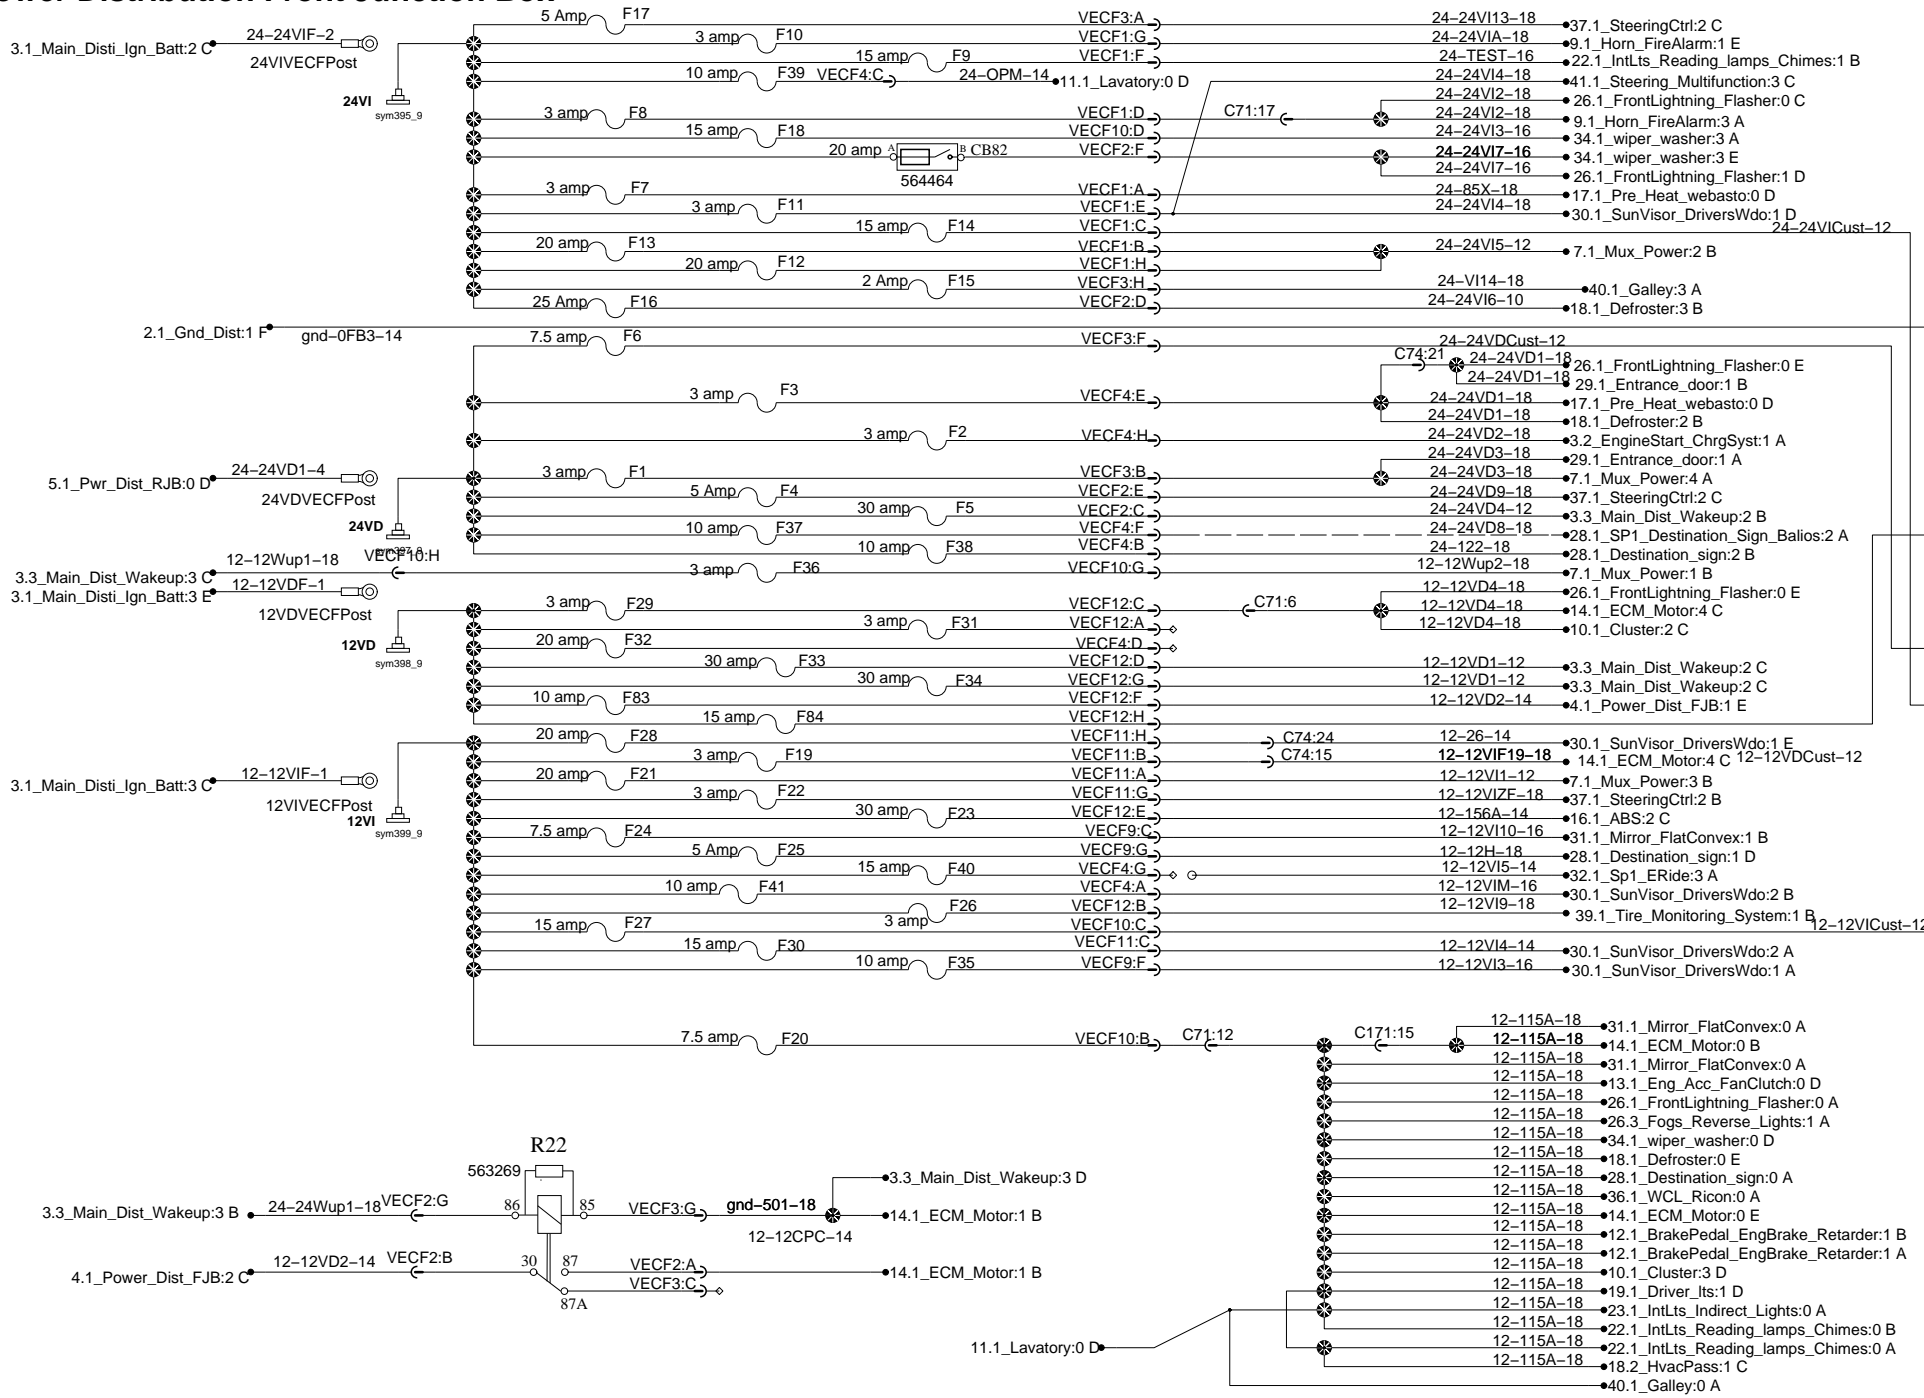 5 Amp F17 VECF3:A 24-24VI13-18 37.1_SteeringCtrl:2 C
3.1_Main_Disti_Ign_Batt:2 C 24-24VIF-2 24VIVECFPost 3 amp F10 VECF1:G 24-24VIA-18 9.1_Horn_FireAlarm:1 E
15 amp F9 VECF1:F 24-TEST-16 22.1_IntLts_Reading_lamps_Chimes:1 B
10 amp F39 VECF4:C 24-OPM-14 11.1_Lavatory:0 D 24-24VI4-18 41.1_Steering_Multifunction:3 C
24VI sym395_9
24-24VI2-18 26.1_FrontLightning_Flasher:0 C
3 amp F8 VECF1:D C71:17 24-24VI2-18 9.1_Horn_FireAlarm:3 A
15 amp F18 VECF10:D 24-24VI3-16 34.1_wiper_washer:3 A
20 amp A B CB82 564464 VECF2:F 24-24VI7-16 34.1_wiper_washer:3 E
24-24VI7-16 26.1_FrontLightning_Flasher:1 D
3 amp F7 VECF1:A 24-85X-18 17.1_Pre_Heat_webasto:0 D
3 amp F11 VECF1:E 24-24VI4-18 30.1_SunVisor_DriversWdo:1 D
15 amp F14 VECF1:C 24-24VICust-12
20 amp F13 VECF1:B 24-24VI5-12 7.1_Mux_Power:2 B
20 amp F12 VECF1:H
2 Amp F15 VECF3:H 24-VI14-18 40.1_Galley:3 A
25 Amp F16 VECF2:D 24-24VI6-10 18.1_Defroster:3 B
2.1_Gnd_Dist:1 F gnd-0FB3-14
7.5 amp F6 VECF3:F 24-24VDCust-12
C74:21 24-24VD1-18 26.1_FrontLightning_Flasher:0 E
24-24VD1-18 29.1_Entrance_door:1 B
3 amp F3 VECF4:E 24-24VD1-18 17.1_Pre_Heat_webasto:0 D
24-24VD1-18 18.1_Defroster:2 B
3 amp F2 VECF4:H 24-24VD2-18 3.2_EngineStart_ChrgSyst:1 A
24-24VD3-18 29.1_Entrance_door:1 A
5.1_Pwr_Dist_RJB:0 D 24-24VD1-4 24VDVECFPost 3 amp F1 VECF3:B 24-24VD3-18 7.1_Mux_Power:4 A
5 Amp F4 VECF2:E 24-24VD9-18 37.1_SteeringCtrl:2 C
30 amp F5 VECF2:C 24-24VD4-12 3.3_Main_Dist_Wakeup:2 B
24VD 10 amp F37 VECF4:F 24-24VD8-18 28.1_SP1_Destination_Sign_Balios:2 A
10 amp F38 VECF4:B 24-122-18 28.1_Destination_sign:2 B
3.3_Main_Dist_Wakeup:3 C 12-12Wup1-18 VECF10:H 3 amp F36 VECF10:G 12-12Wup2-18 7.1_Mux_Power:1 B
3.1_Main_Disti_Ign_Batt:3 E 12-12VDF-1 12VDVECFPost 12-12VD4-18 26.1_FrontLightning_Flasher:0 E
3 amp F29 VECF12:C C71:6 12-12VD4-18 14.1_ECM_Motor:4 C
3 amp F31 VECF12:A 12-12VD4-18 10.1_Cluster:2 C
12VD sym398_9 20 amp F32 VECF4:D
30 amp F33 VECF12:D 12-12VD1-12 3.3_Main_Dist_Wakeup:2 C
30 amp F34 VECF12:G 12-12VD1-12 3.3_Main_Dist_Wakeup:2 C
10 amp F83 VECF12:F 12-12VD2-14 4.1_Power_Dist_FJB:1 E
15 amp F84 VECF12:H
20 amp F28 VECF11:H C74:24 12-26-14 30.1_SunVisor_DriversWdo:1 E
3 amp F19 VECF11:B C74:15 12-12VIF19-18 14.1_ECM_Motor:4 C 12-12VDCust-12
3.1_Main_Disti_Ign_Batt:3 C 12-12VIF-1 12VIVECFPost 20 amp F21 VECF11:A 12-12VI1-12 7.1_Mux_Power:3 B
3 amp F22 VECF11:G 12-12VIZF-18 37.1_SteeringCtrl:2 B
12VI sym399_9 30 amp F23 VECF12:E 12-156A-14 16.1_ABS:2 C
7.5 amp F24 VECF9:C 12-12VI10-16 31.1_Mirror_FlatConvex:1 B
5 Amp F25 VECF9:G 12-12H-18 28.1_Destination_sign:1 D
15 amp F40 VECF4:G 12-12VI5-14 32.1_Sp1_ERide:3 A
10 amp F41 VECF4:A 12-12VIM-16 30.1_SunVisor_DriversWdo:2 B
3 amp F26 VECF12:B 12-12VI9-18 39.1_Tire_Monitoring_System:1 B
15 amp F27 VECF10:C 12-12VICust-12
15 amp F30 VECF11:C 12-12VI4-14 30.1_SunVisor_DriversWdo:2 A
10 amp F35 VECF9:F 12-12VI3-16 30.1_SunVisor_DriversWdo:1 A
12-115A-18 31.1_Mirror_FlatConvex:0 A
7.5 amp F20 VECF10:B C71:12 C171:15 12-115A-18 14.1_ECM_Motor:0 B
12-115A-18 31.1_Mirror_FlatConvex:0 A
12-115A-18 13.1_Eng_Acc_FanClutch:0 D
12-115A-18 26.1_FrontLightning_Flasher:0 A
12-115A-18 26.3_Fogs_Reverse_Lights:1 A
12-115A-18 34.1_wiper_washer:0 D
12-115A-18 18.1_Defroster:0 E
12-115A-18 28.1_Destination_sign:0 A
12-115A-18 36.1_WCL_Ricon:0 A
12-115A-18 14.1_ECM_Motor:0 E
12-115A-18 12.1_BrakePedal_EngBrake_Retarder:1 B
12-115A-18 12.1_BrakePedal_EngBrake_Retarder:1 A
12-115A-18 10.1_Cluster:3 D
12-115A-18 19.1_Driver_lts:1 D
12-115A-18 23.1_IntLts_Indirect_Lights:0 A
12-115A-18 22.1_IntLts_Reading_lamps_Chimes:0 B
12-115A-18 22.1_IntLts_Reading_lamps_Chimes:0 A
12-115A-18 18.2_HvacPass:1 C
40.1_Galley:0 A
11.1_Lavatory:0 D
R22
563269
3.3_Main_Dist_Wakeup:3 D
3.3_Main_Dist_Wakeup:3 B 24-24Wup1-18 VECF2:G 86 85 VECF3:G gnd-501-18 14.1_ECM_Motor:1 B
12-12CPC-14
4.1_Power_Dist_FJB:2 C 12-12VD2-14 VECF2:B 30 87 VECF2:A 14.1_ECM_Motor:1 B
87A VECF3:C